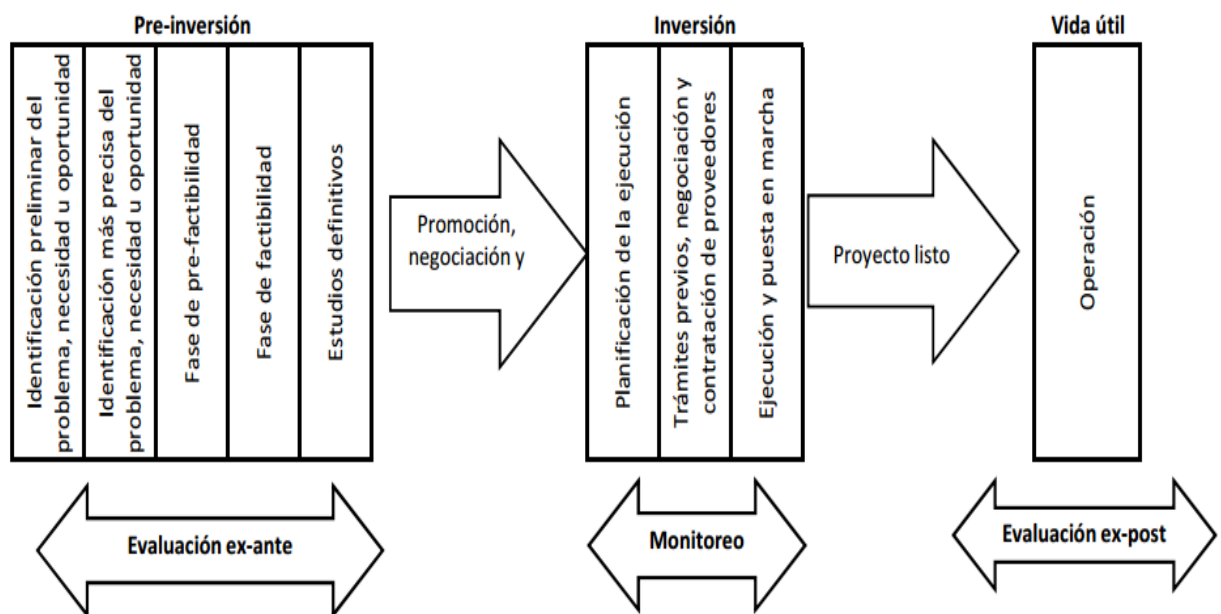 Pre-inversión
Inversión
Vida útil
Identificación preliminar del
problema, necesidad u oportunidad
Identificación más precisa del
problema, necesidad u oportunidad
Fase de pre-factibilidad
Fase de factibilidad
Estudios definitivos
Promoción,
negociación y
Planificación de la ejecución
Trámites previos, negociación y
contratación de proveedores
Ejecución y puesta en marcha
Proyecto listo
Operación
Evaluación ex-ante
Monitoreo
Evaluación ex-post